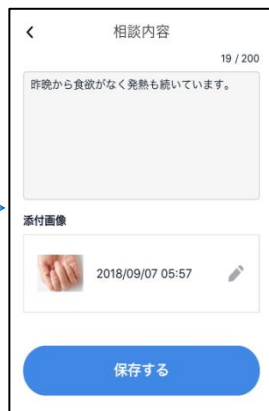 相談内容
19 / 200
昨晩から食欲がなく発熱も続いています。
添付画像
2018/09/07 05:57
保存する